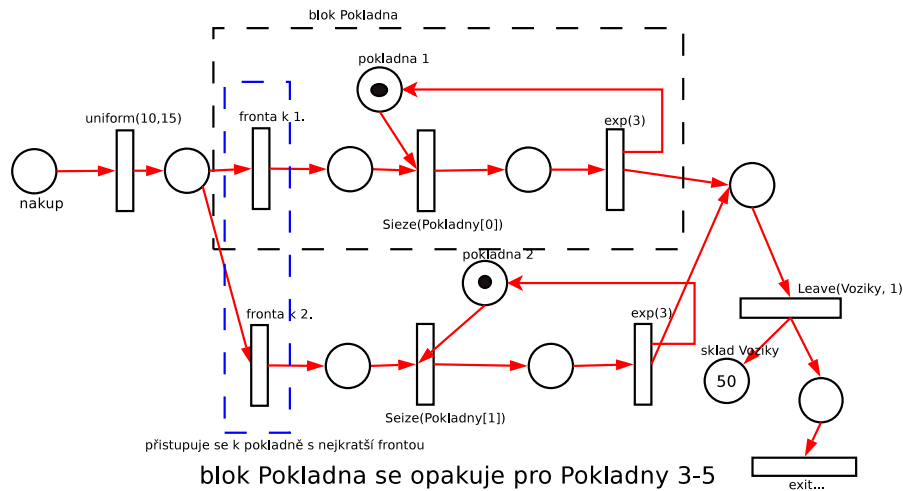 blok Pokladna
pokladna 1
uniform(10,15)
fronta k 1.
exp(3)
nakup
Sieze(Pokladny[0])
pokladna 2
Leave(Voziky, 1)
fronta k 2.
exp(3)
sklad Voziky
50
Seize(Pokladny[1])
přistupuje se k pokladně s nejkratší frontou
blok Pokladna se opakuje pro Pokladny 3-5
exit...